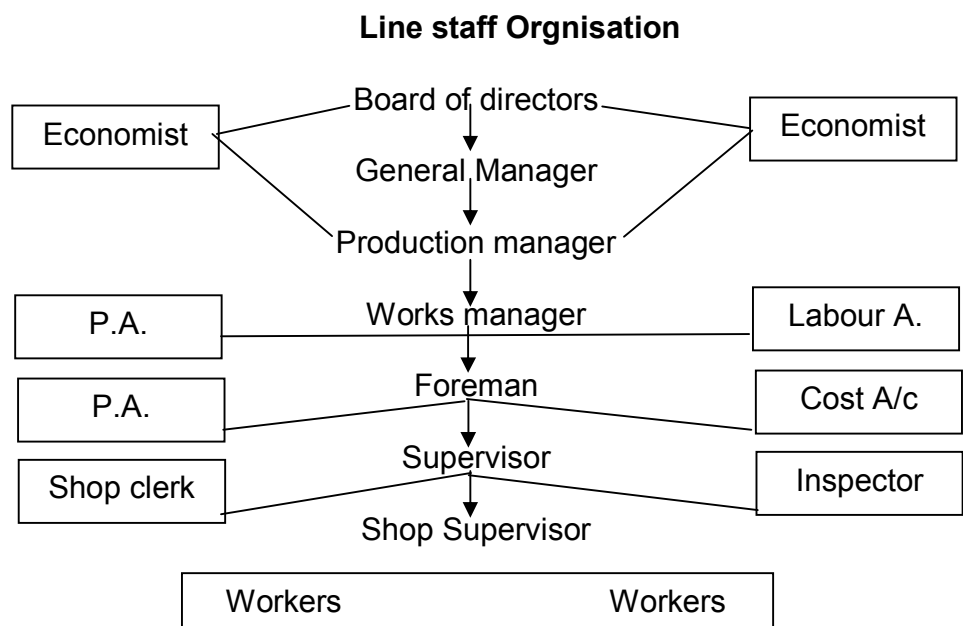 Line staff Orgnisation
Board of directors
Economist
Economist
General Manager
Production manager
P.A.
Works manager
Labour A.
P.A.
Foreman
Cost A/c
Shop clerk
Supervisor
Inspector
Shop Supervisor
Workers Workers